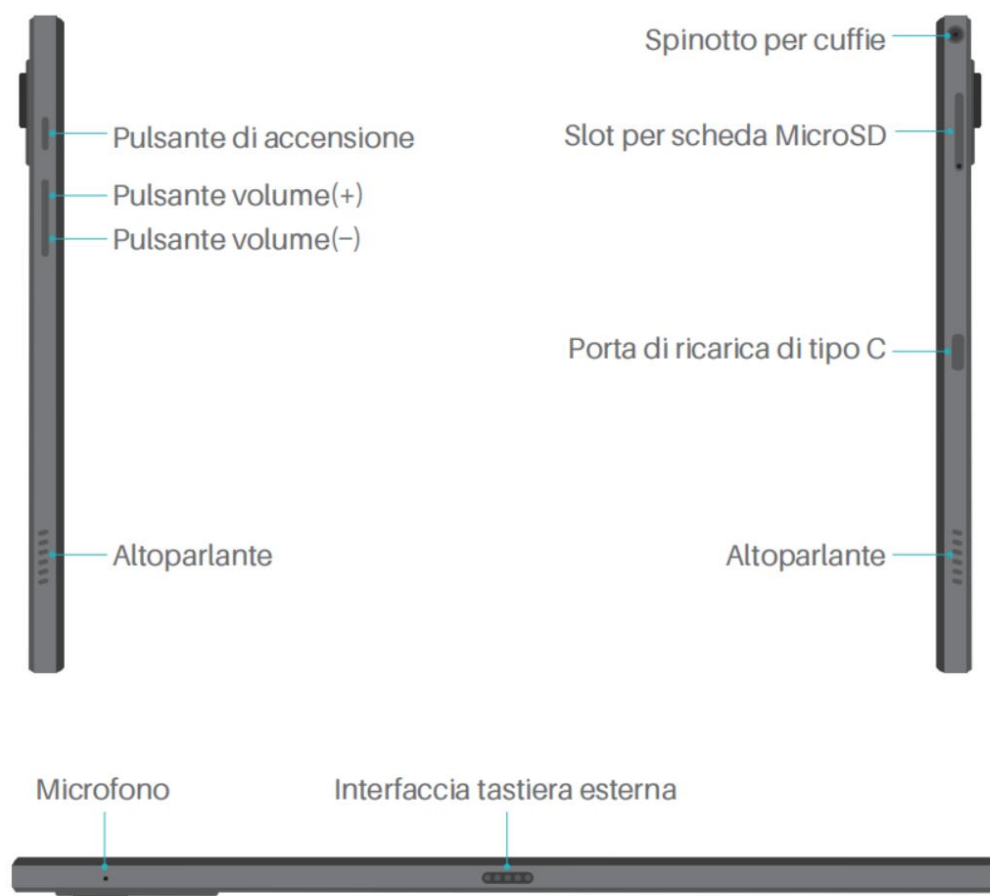 Spinotto per cuffie
Pulsante di accensione
Slot per scheda MicroSD
Pulsante volume(+)
Pulsante volume(−)
Porta di ricarica di tipo C
Altoparlante
Altoparlante
Microfono
Interfaccia tastiera esterna